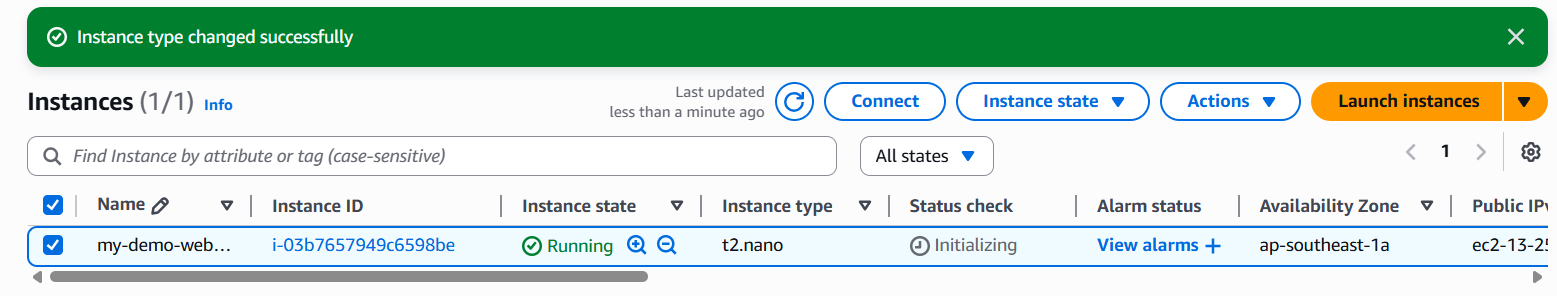 Instance type changed successfully
Instances (1/1) Info
Last updated
less than a minute ago
Connect
Instance state
Actions
Launch instances
Find Instance by attribute or tag (case-sensitive)
All states
1
Name Instance ID Instance state Instance type Status check Alarm status Availability Zone Public IPv
my-demo-web... i-03b7657949c6598be Running t2.nano Initializing View alarms + ap-southeast-1a ec2-13-25